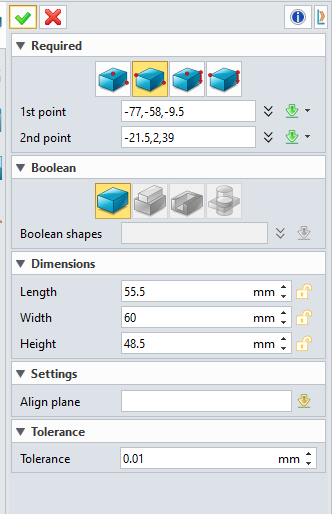 Required
1st point -77,-58,-9.5
2nd point -21.5,2,39
Boolean
Boolean shapes
Dimensions
Length 55.5 mm
Width 60 mm
Height 48.5 mm
Settings
Align plane
Tolerance
Tolerance 0.01 mm